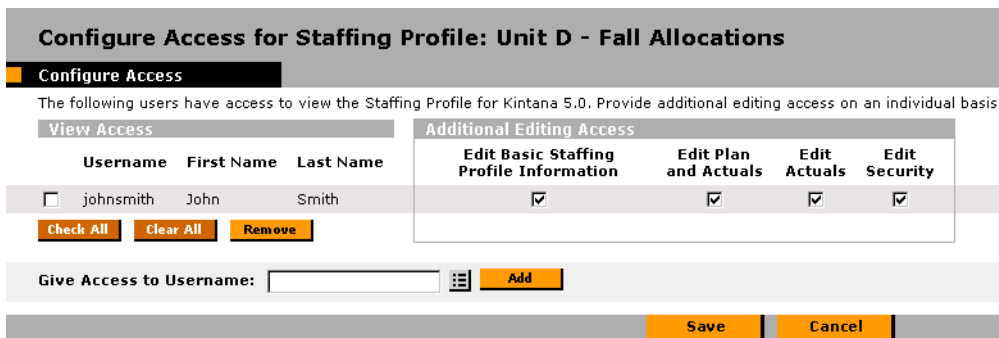 Configure Access for Staffing Profile: Unit D - Fall Allocations
Configure Access
The following users have access to view the Staffing Profile for Kintana 5.0. Provide additional editing access on an individual basis
View Access
Additional Editing Access
Username First Name Last Name
Edit Basic Staffing Profile Information
Edit Plan and Actuals
Edit Actuals
Edit Security
johnsmith John Smith
Check All Clear All Remove
Give Access to Username: Add
Save Cancel